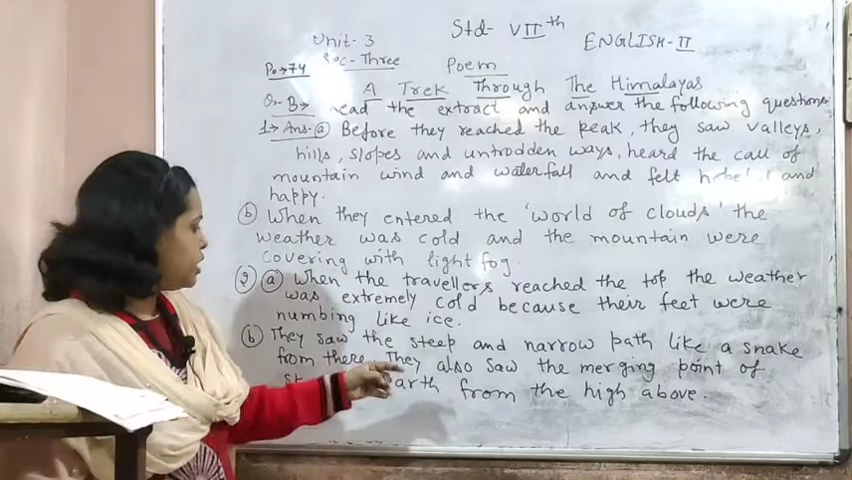 Std- VIIth
Unit- 3
ENGLISH-II
Sec- Three
Poem
Pg→74
A Trek Through The Himalayas
Qn- B→ read the extract and answer the following questions
1→ Ans-ⓐ Before they reached the peak, they saw valleys,
hills, slopes and untrodden ways, heard the call of
mountain wind and waterfall and felt and
happy.
ⓑ When they entered the 'world of clouds' the
weather was cold and the mountain were
covering with light fog.
② ⓐ When the travellers reached the top the weather
was extremely cold because their feet were
numbing like ice.
ⓑ They saw the steep and narrow path like a snake
from there. They also saw the merging point of
from the high above.